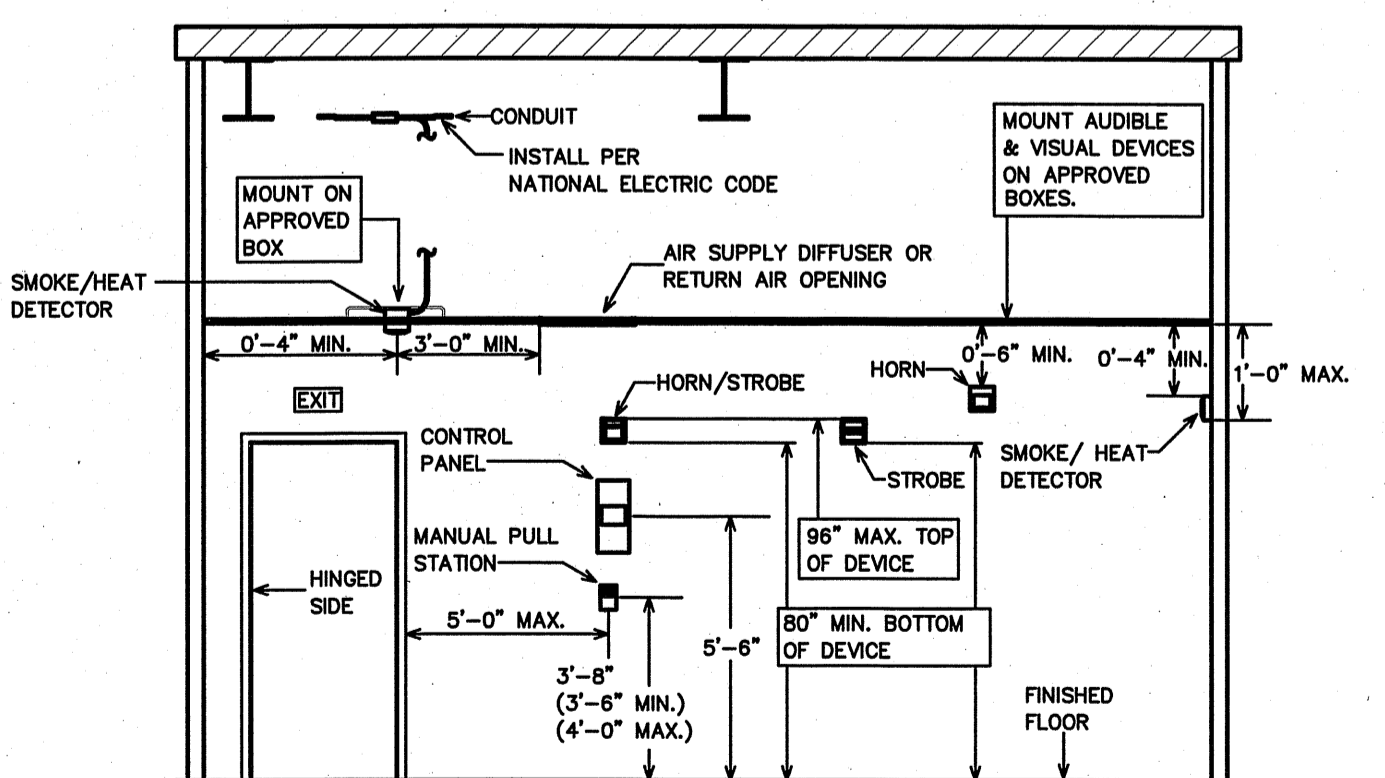 CONDUIT
INSTALL PER
NATIONAL ELECTRIC CODE
MOUNT AUDIBLE
& VISUAL DEVICES
ON APPROVED
BOXES.
MOUNT ON
APPROVED
BOX
AIR SUPPLY DIFFUSER OR
RETURN AIR OPENING
SMOKE/HEAT
DETECTOR
0'-4" MIN.
3'-0" MIN.
0'-6" MIN.
0'-4" MIN.
1'-0" MAX.
HORN
EXIT
HORN/STROBE
CONTROL
PANEL
STROBE
SMOKE/ HEAT
DETECTOR
MANUAL PULL
STATION
96" MAX. TOP
OF DEVICE
HINGED
SIDE
5'-0" MAX.
80" MIN. BOTTOM
OF DEVICE
5'-6"
3'-8"
(3'-6" MIN.)
(4'-0" MAX.)
FINISHED
FLOOR